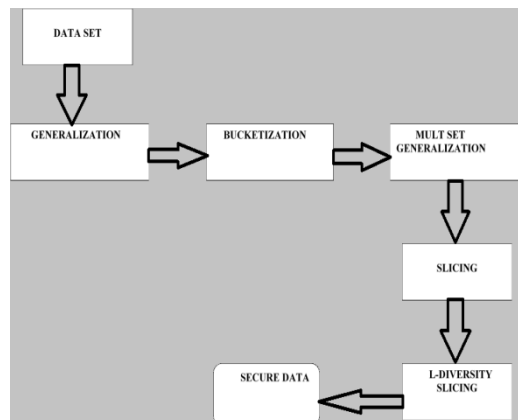 DATA SET
GENERALIZATION
BUCKETIZATION
MULT SET
GENERALIZATION
SLICING
L-DIVERSITY
SLICING
SECURE DATA